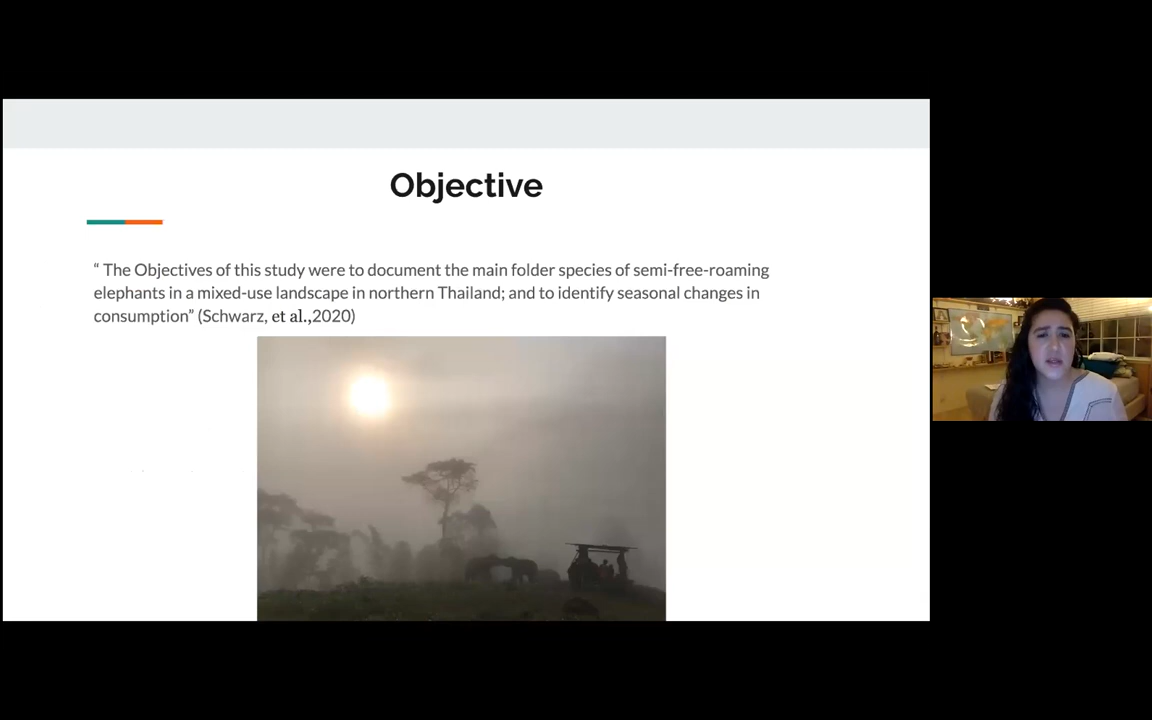 Objective
“ The Objectives of this study were to document the main folder species of semi-free-roaming
elephants in a mixed-use landscape in northern Thailand; and to identify seasonal changes in
consumption” (Schwarz, et al.,2020)